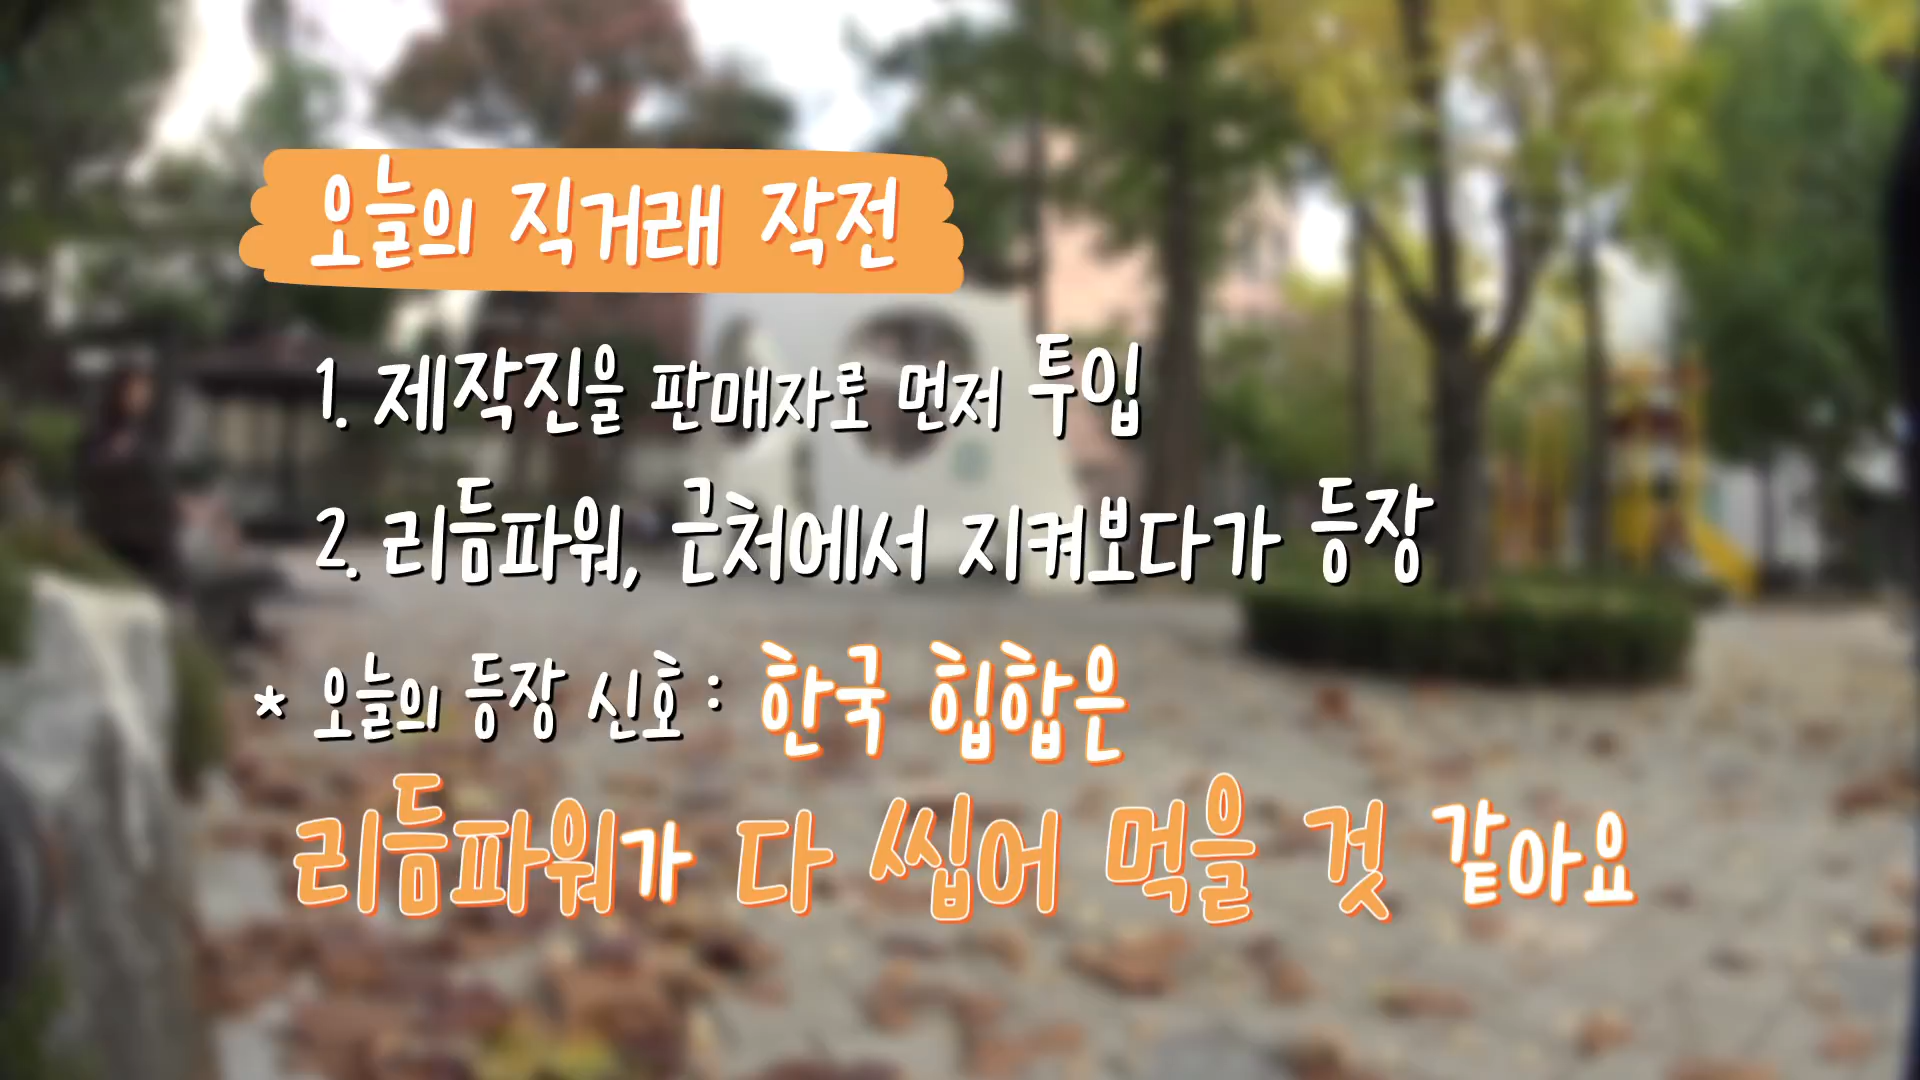 오늘의 직거래 작전
1. 제작진을 판매자로 먼저 투입
2. 리듬파워, 근처에서 지켜보다가 등장
* 오늘의 등장 신호 : 한국 힙합은
리듬파워가 다 씹어 먹을 것 같아요